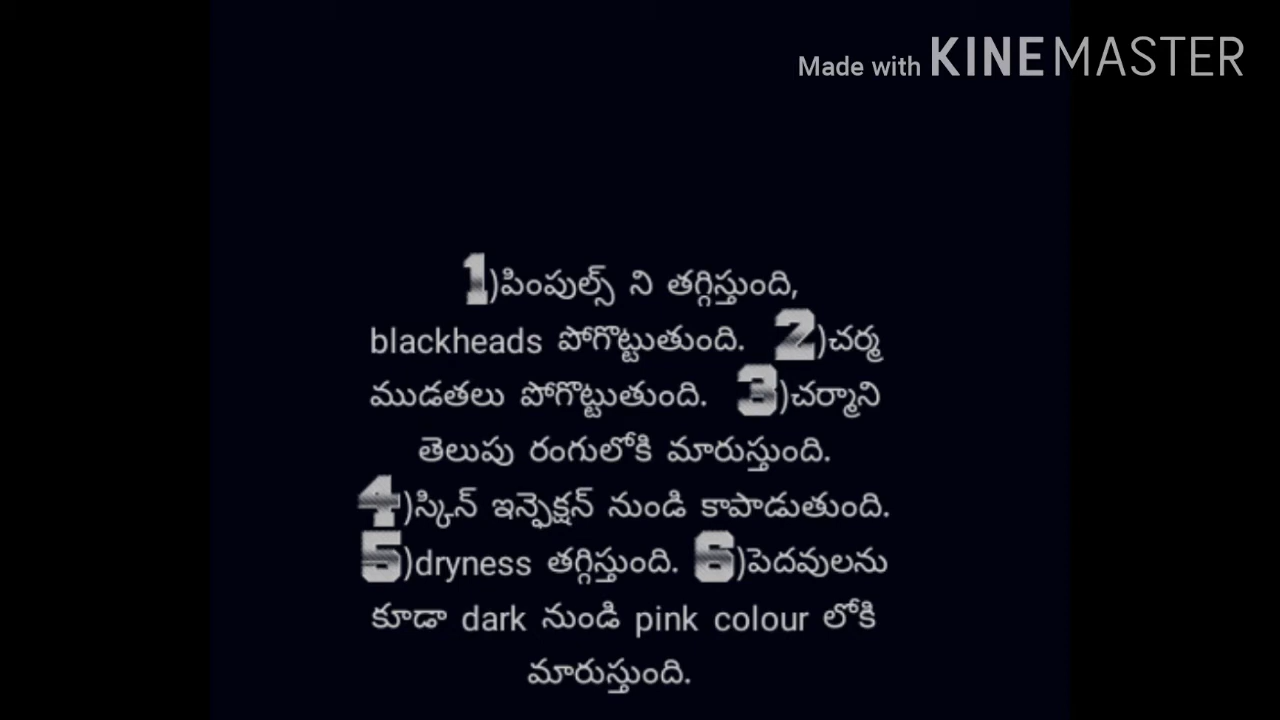 Made with KINEMASTER
1)పింపుల్స్ ని తగ్గిస్తుంది,
blackheads పోగొట్టుతుంది. 2)చర్మ
ముడతలు పోగొట్టుతుంది. 3)చర్మాని
తెలుపు రంగులోకి మారుస్తుంది.
4)స్కిన్ ఇన్ఫెక్షన్ నుండి కాపాడుతుంది.
5)dryness తగ్గిస్తుంది. 6)పెదవులను
కూడా dark నుండి pink colour లోకి
మారుస్తుంది.